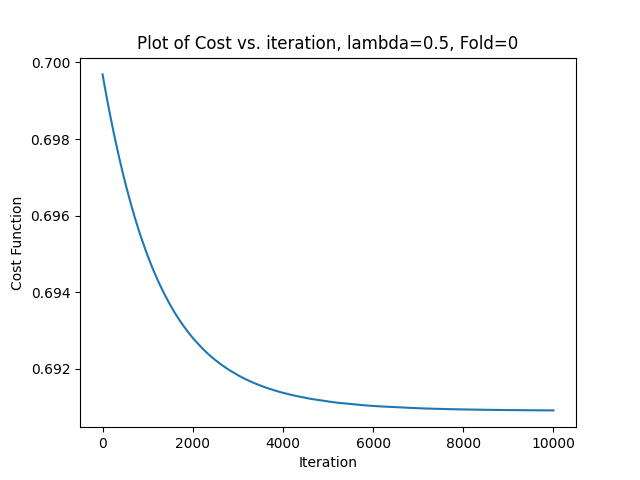 Plot of Cost vs. iteration, lambda=0.5, Fold=0
0.700
0.698
0.696
0.694
0.692
Cost Function
0 2000 4000 6000 8000 10000
Iteration